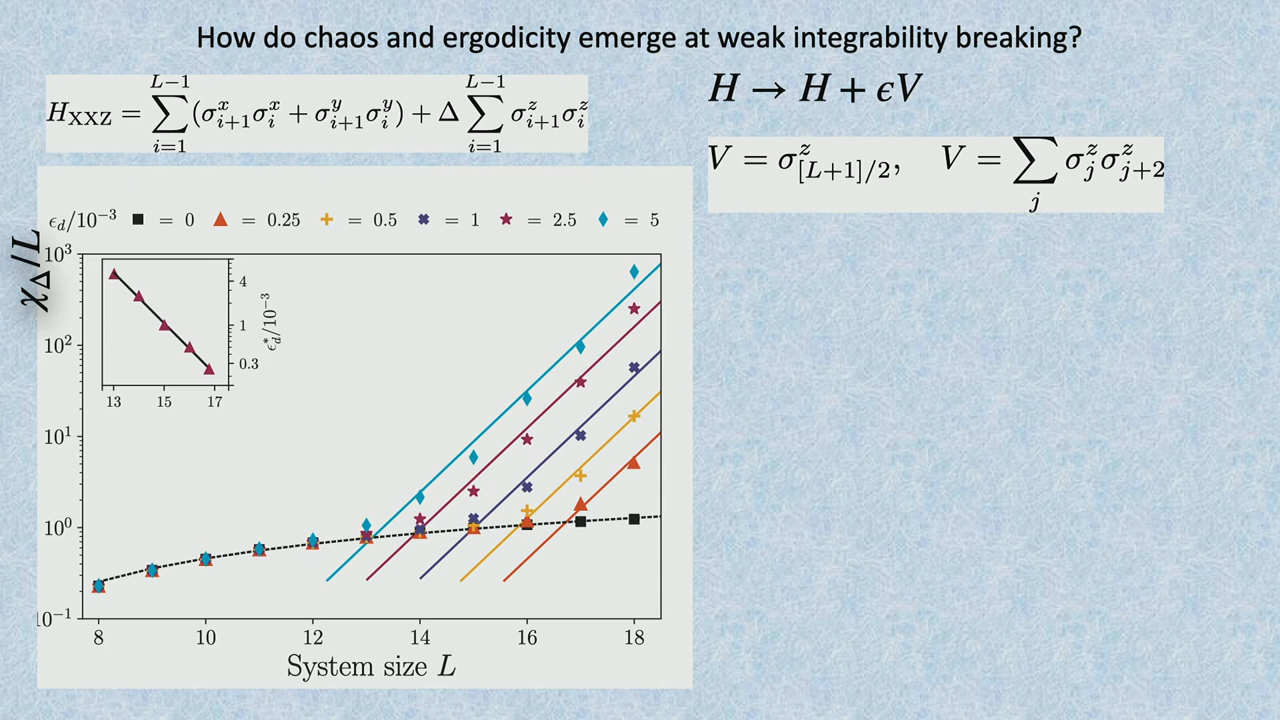 How do chaos and ergodicity emerge at weak integrability breaking?
H_XXZ = \sum_{i=1}^{L-1} (σ^x_{i+1}σ^x_i + σ^y_{i+1}σ^y_i) + Δ \sum_{i=1}^{L-1} σ^z_{i+1}σ^z_i
H → H + ϵV
V = σ^z_{[L+1]/2}, V = \sum_j σ^z_j σ^z_{j+2}
ϵ_d/10^{-3} = 0 = 0.25 = 0.5 = 1 = 2.5 = 5
χ_Δ/L
10^3
10^2
10^1
10^0
10^{-1}
4
1
0.3
ϵ^*_d/10^{-3}
13 15 17
8 10 12 14 16 18
System size L